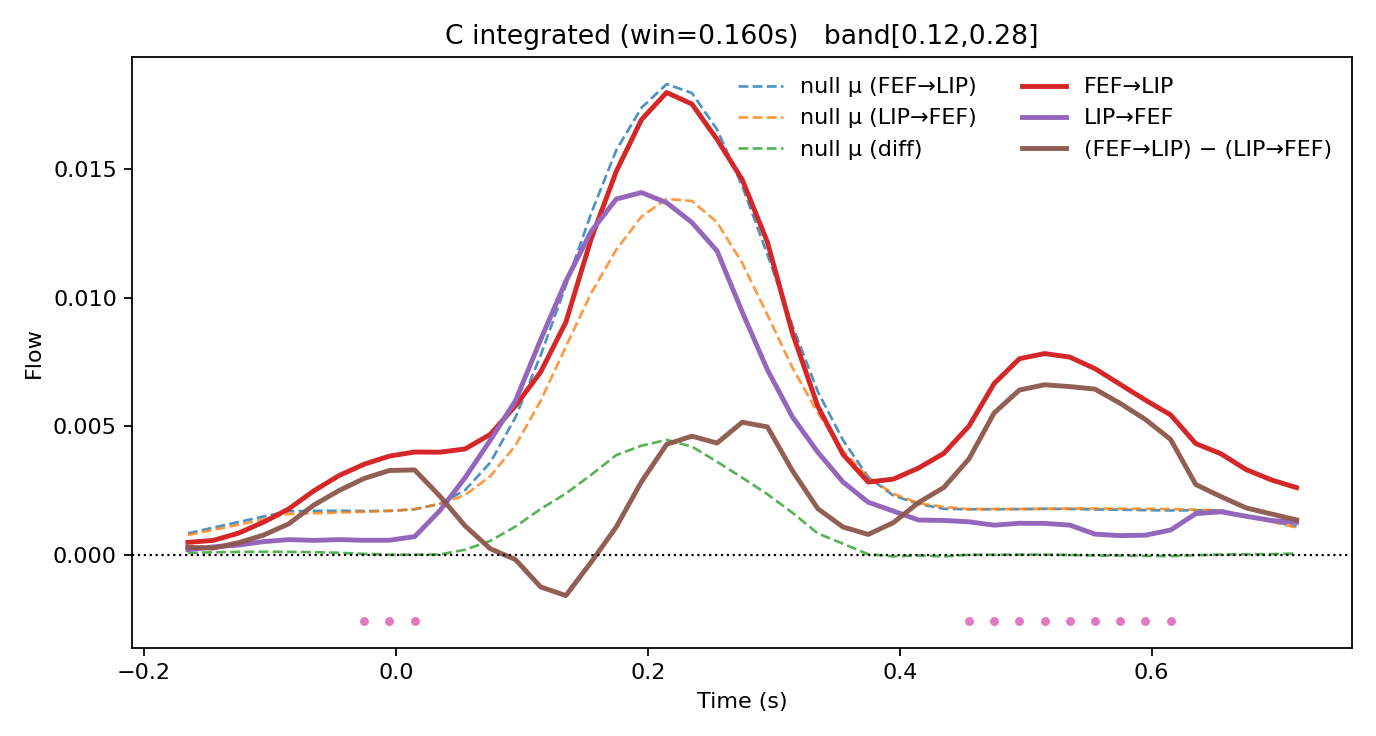 C integrated (win=0.160s)   band[0.12,0.28]
null μ (FEF→LIP)
null μ (LIP→FEF)
null μ (diff)
FEF→LIP
LIP→FEF
(FEF→LIP) − (LIP→FEF)
Flow
0.015
0.010
0.005
0.000
−0.2
0.0
0.2
0.4
0.6
Time (s)